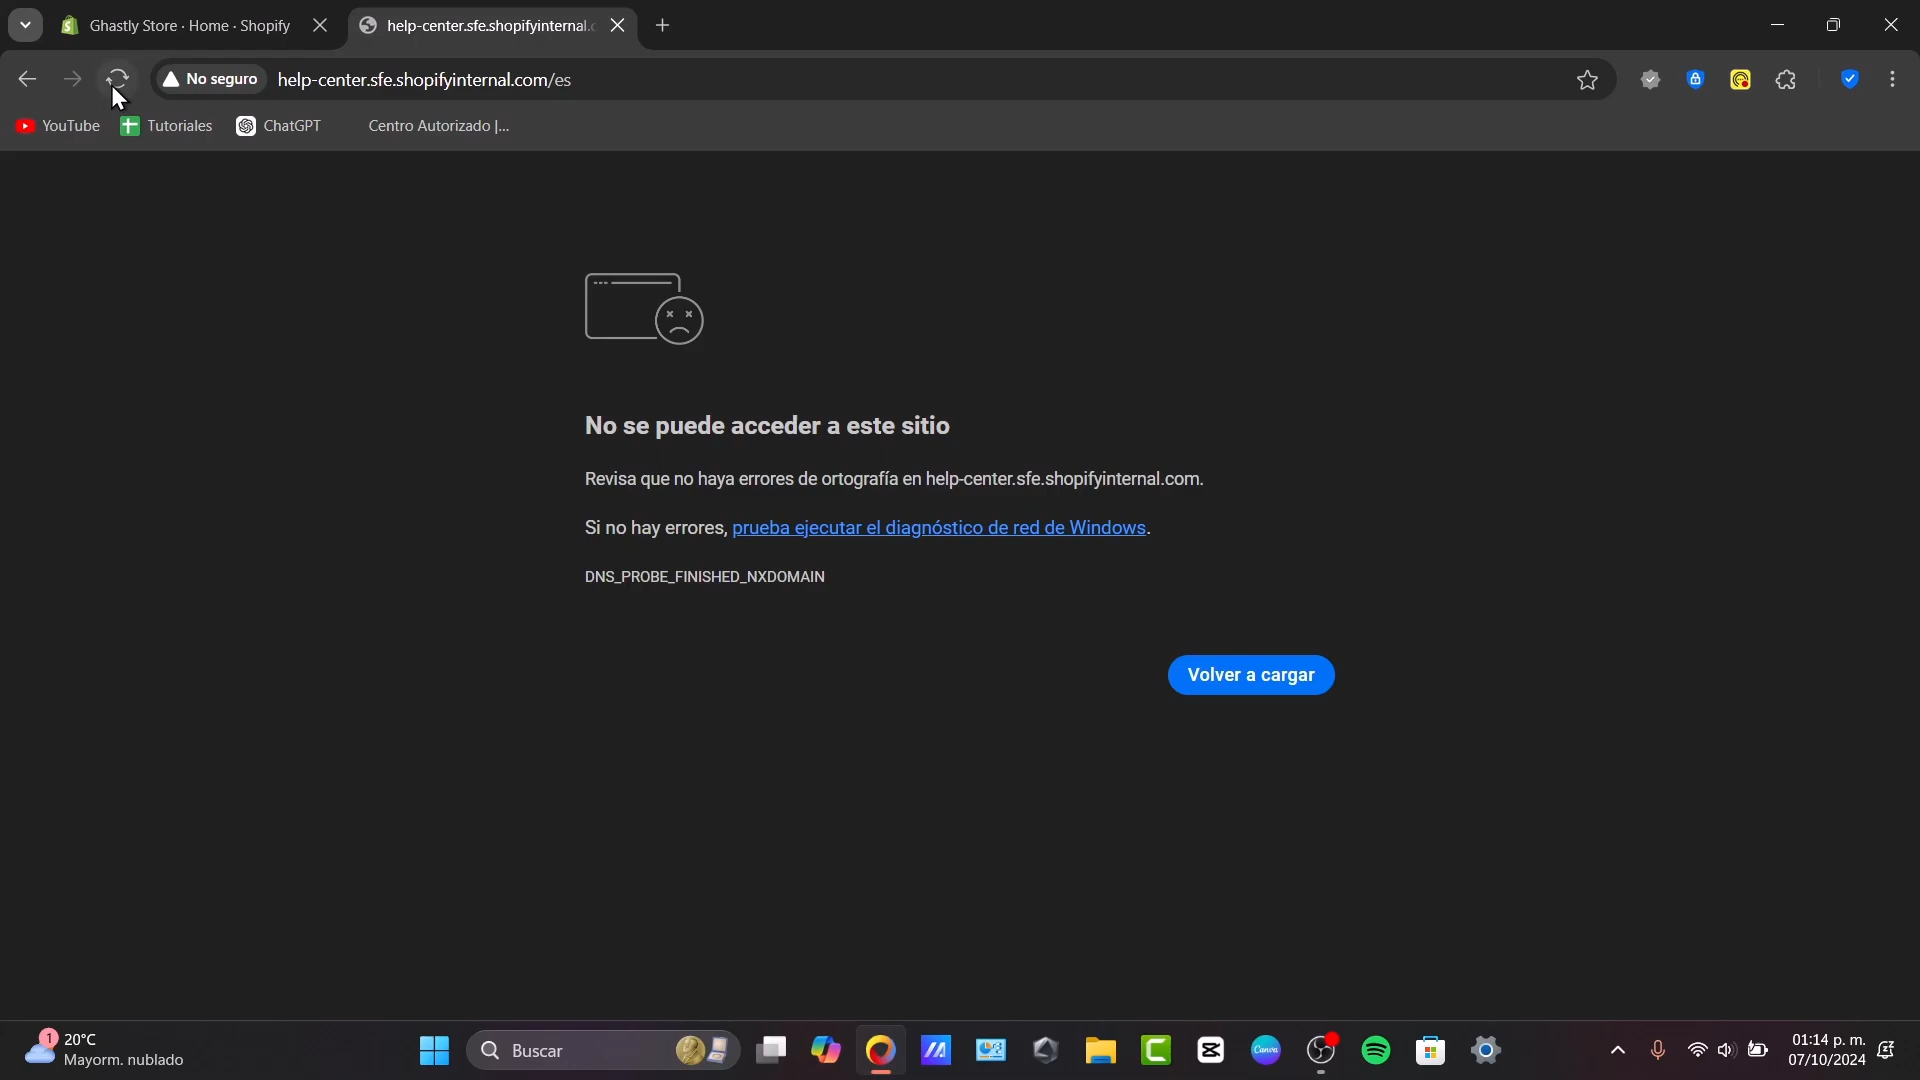 Ghastly Store · Home · Shopify
help-center.sfe.shopifyinternal.c
No seguro
help-center.sfe.shopifyinternal.com/es
YouTube
Tutoriales
ChatGPT
Centro Autorizado |...
No se puede acceder a este sitio
Revisa que no haya errores de ortografía en help-center.sfe.shopifyinternal.com.
Si no hay errores, prueba ejecutar el diagnóstico de red de Windows.
DNS_PROBE_FINISHED_NXDOMAIN
Volver a cargar
1
20°C
Mayorm. nublado
Buscar
Canva
01:14 p. m.
07/10/2024